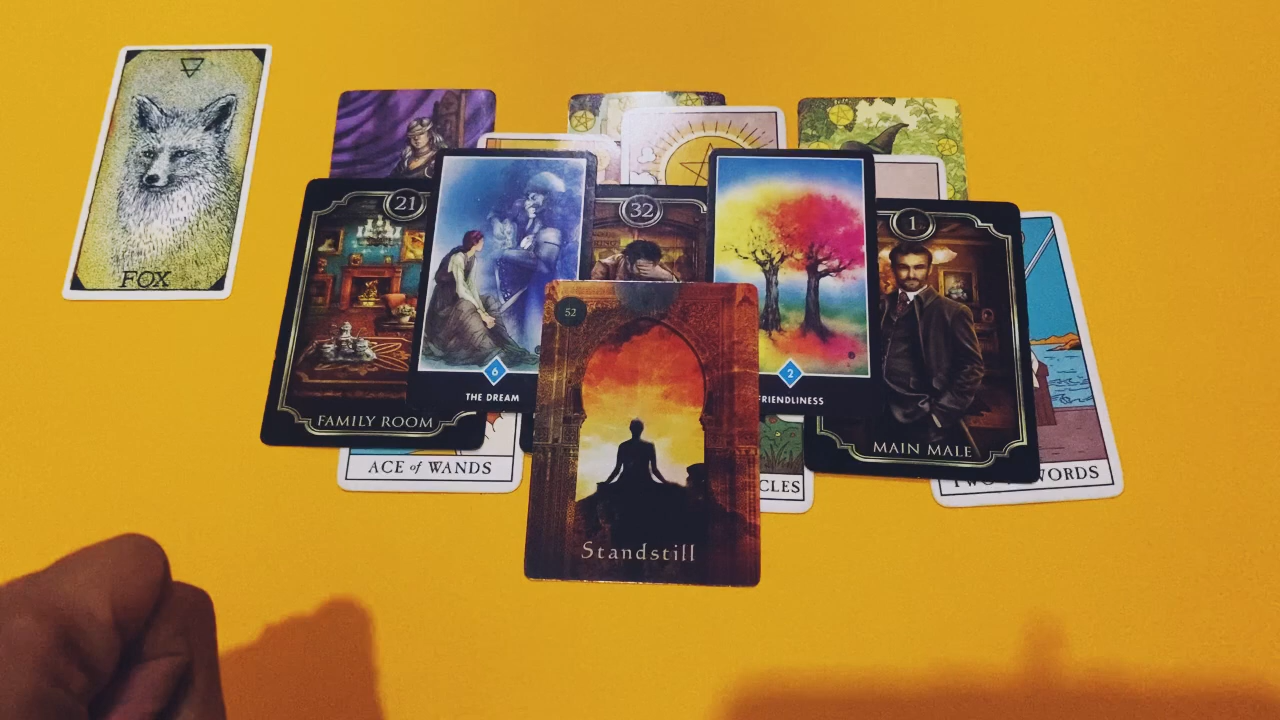 FOX
21
FAMILY ROOM
6
THE DREAM
32
2
FRIENDLINESS
1
MAIN MALE
52
Standstill
ACE of WANDS
CLES